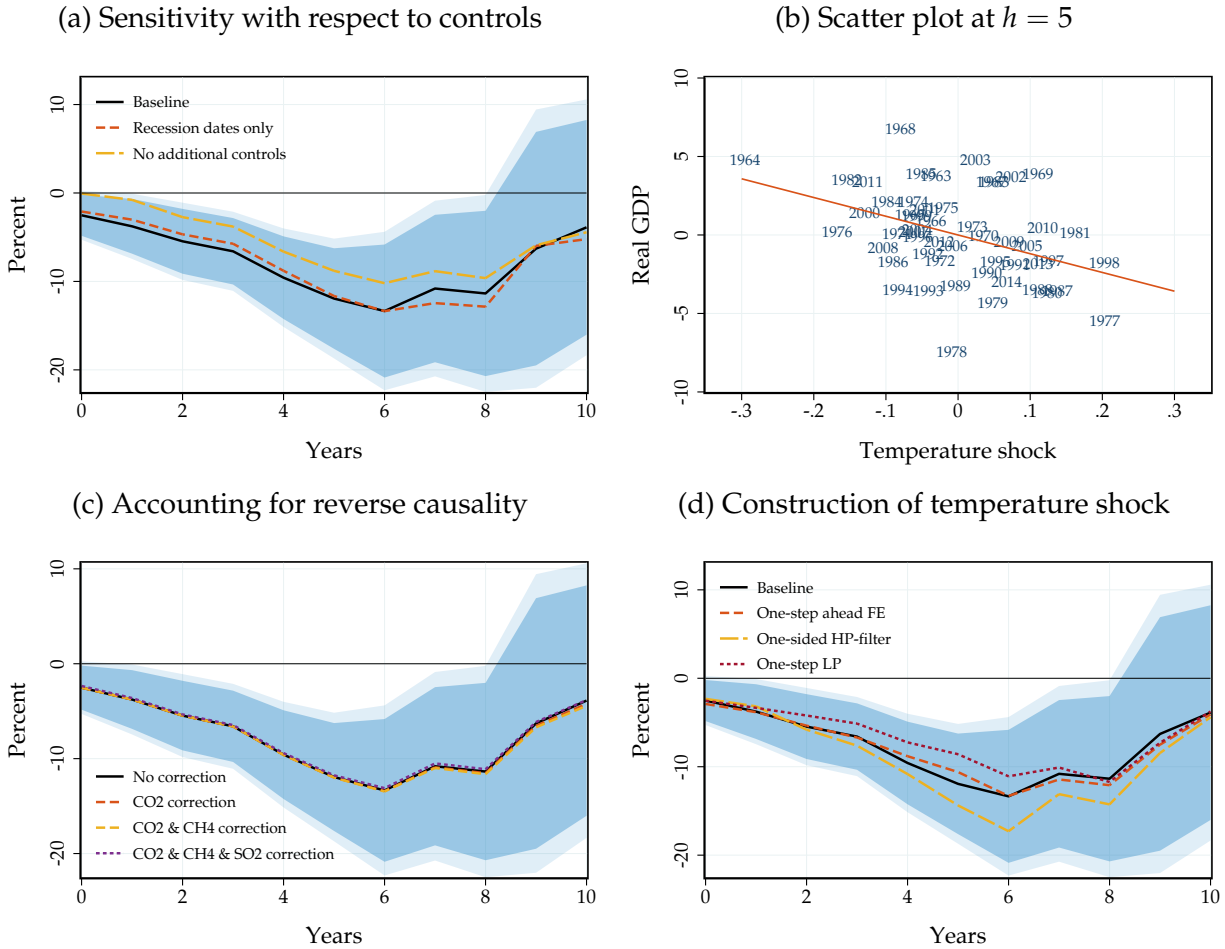 (a) Sensitivity with respect to controls
Percent
10
0
-10
-20
Baseline
Recession dates only
No additional controls
0 2 4 6 8 10
Years
(b) Scatter plot at h = 5
Real GDP
10
5
0
-5
-10
1968
1964
2003
1963
2002
1969
2011
1984
1974
1975
2000
1976
1973
1970
2010
1981
2008
2006
2005
1986
1972
1990
1998
1994
1993
1989
2014
1979
1977
1978
-.3 -.2 -.1 0 .1 .2 .3
Temperature shock
(c) Accounting for reverse causality
Percent
10
0
-10
-20
No correction
CO2 correction
CO2 & CH4 correction
CO2 & CH4 & SO2 correction
0 2 4 6 8 10
Years
(d) Construction of temperature shock
Percent
10
0
-10
-20
Baseline
One-step ahead FE
One-sided HP-filter
One-step LP
0 2 4 6 8 10
Years